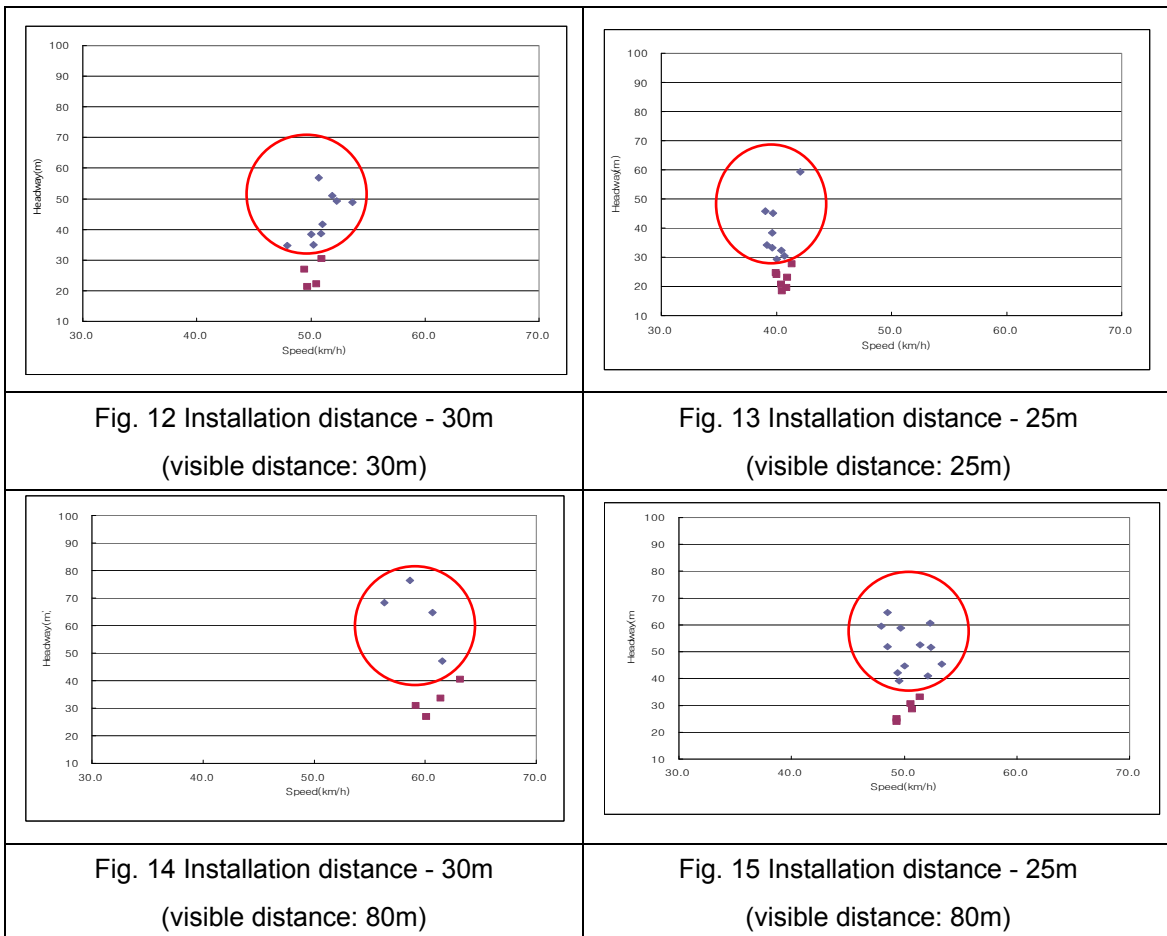 100
90
80
70
60
50
40
30
20
10
Headway(m)
30.0 40.0 50.0 60.0 70.0
Speed(km/h)
100
90
80
70
60
50
40
30
20
10
Headway(m)
30.0 40.0 50.0 60.0 70.0
Speed (km/h)
Fig. 12 Installation distance - 30m
(visible distance: 30m)
Fig. 13 Installation distance - 25m
(visible distance: 25m)
100
90
80
70
60
50
40
30
20
10
Headway(m;
30.0 40.0 50.0 60.0 70.0
Speed(km/h)
100
90
80
70
60
50
40
30
20
10
Headway(m
30.0 40.0 50.0 60.0 70.0
Speed(km/h)
Fig. 14 Installation distance - 30m
(visible distance: 80m)
Fig. 15 Installation distance - 25m
(visible distance: 80m)